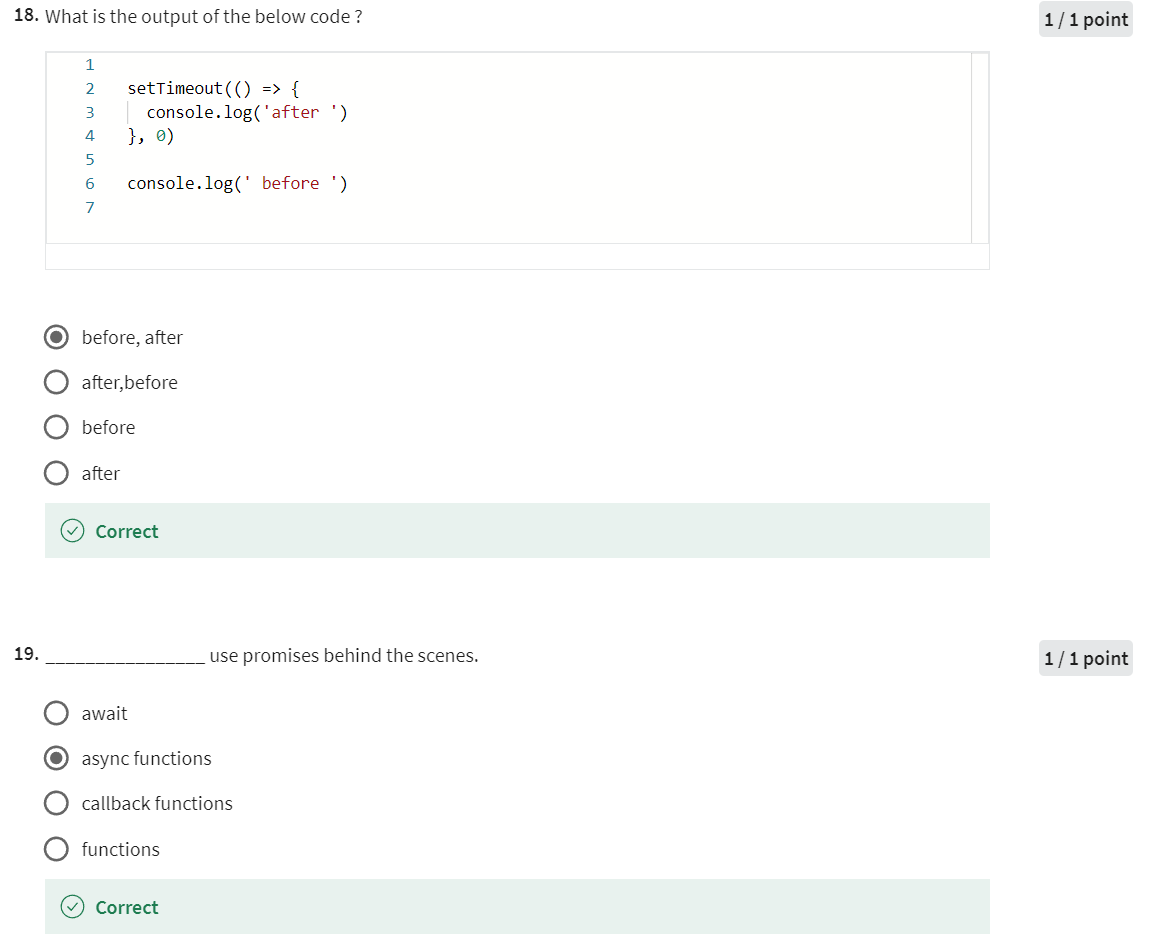 18. What is the output of the below code ?
1 / 1 point
1
2 setTimeout(() => {
3 console.log('after ')
4 }, 0)
5
6 console.log(' before ')
7
before, after
after,before
before
after
Correct
19. ________________ use promises behind the scenes.
1 / 1 point
await
async functions
callback functions
functions
Correct